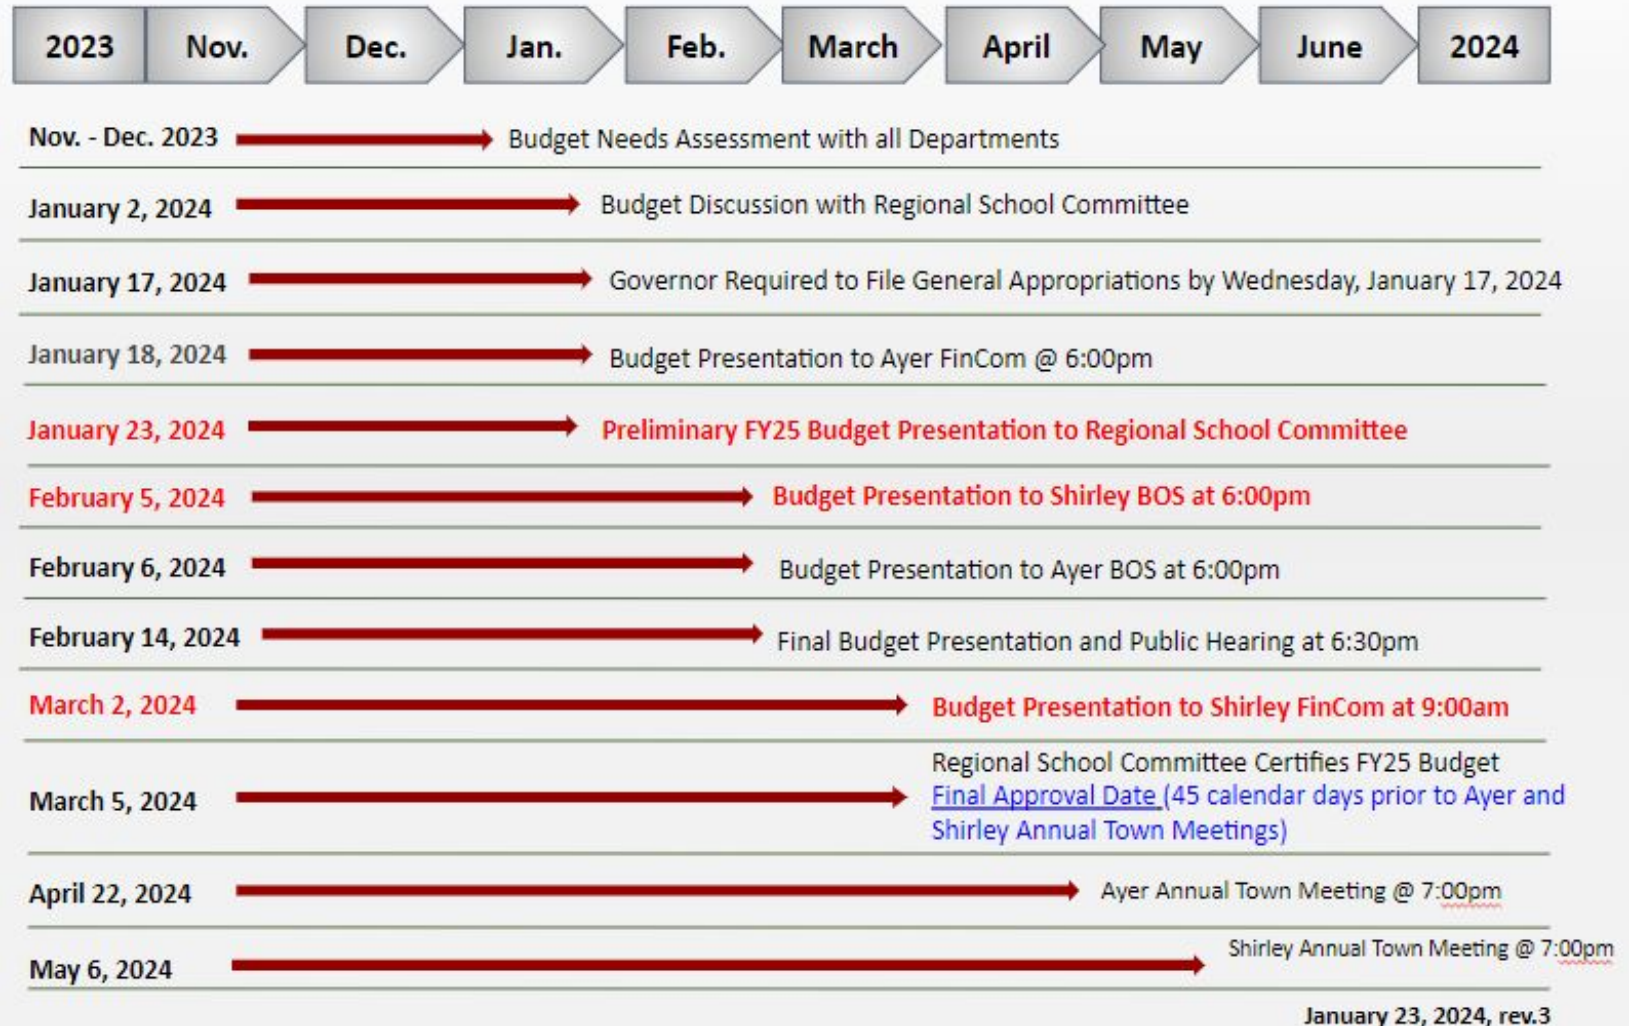 2023 Nov. Dec. Jan. Feb. March April May June 2024
Nov. - Dec. 2023 Budget Needs Assessment with all Departments
January 2, 2024 Budget Discussion with Regional School Committee
January 17, 2024 Governor Required to File General Appropriations by Wednesday, January 17, 2024
January 18, 2024 Budget Presentation to Ayer FinCom @ 6:00pm
January 23, 2024 Preliminary FY25 Budget Presentation to Regional School Committee
February 5, 2024 Budget Presentation to Shirley BOS at 6:00pm
February 6, 2024 Budget Presentation to Ayer BOS at 6:00pm
February 14, 2024 Final Budget Presentation and Public Hearing at 6:30pm
March 2, 2024 Budget Presentation to Shirley FinCom at 9:00am
March 5, 2024 Regional School Committee Certifies FY25 Budget
Final Approval Date (45 calendar days prior to Ayer and
Shirley Annual Town Meetings)
April 22, 2024 Ayer Annual Town Meeting @ 7:00pm
May 6, 2024 Shirley Annual Town Meeting @ 7:00pm
January 23, 2024, rev.3